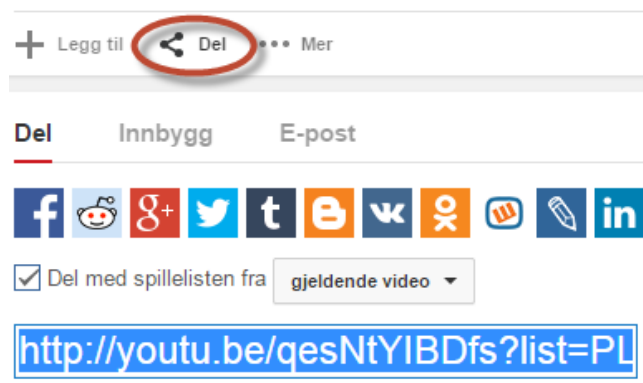 Legg til Del Mer
Del Innbygg E-post
Del med spillelisten fra gjeldende video
http://youtu.be/qesNtYIBDfs?list=PL